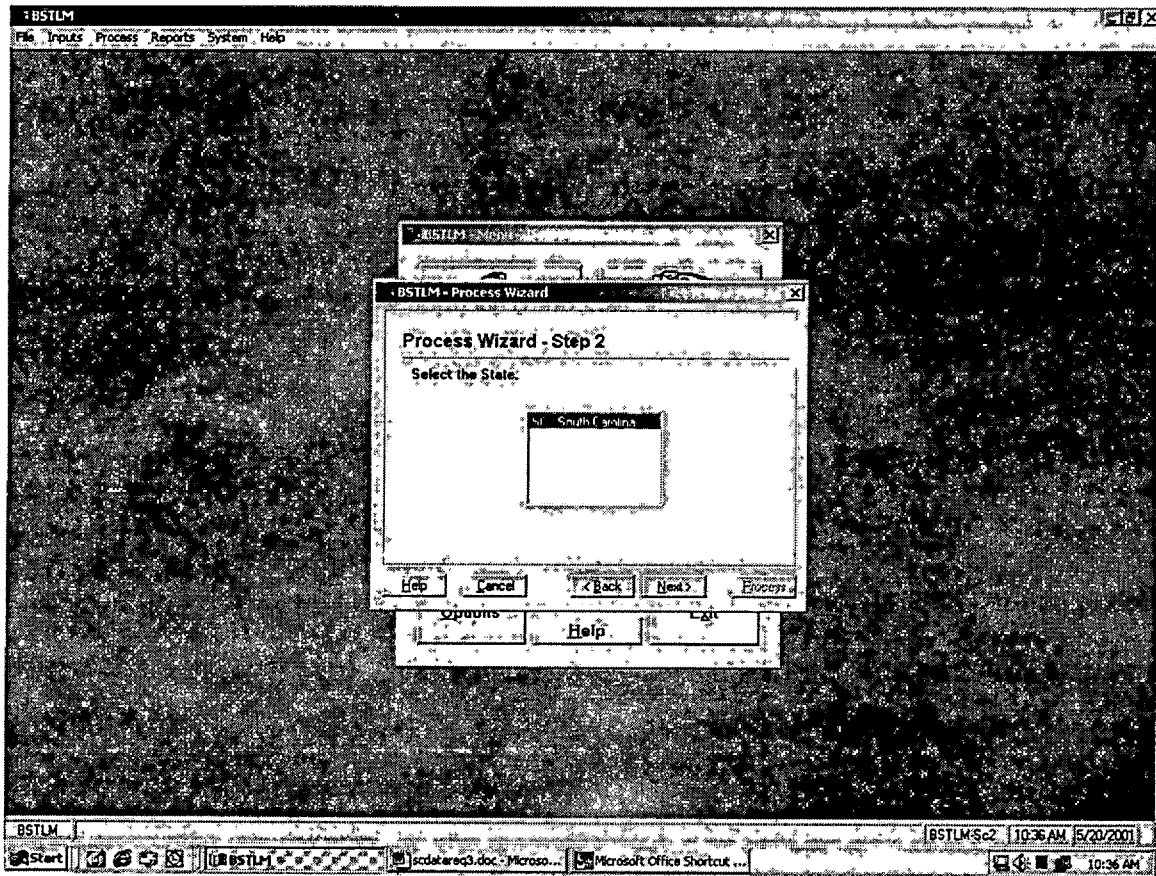 BSTLM
File Inputs Process Reports System Help
BSTLM - Menu
BSTLM - Process Wizard
Process Wizard - Step 2
Select the State:
SC South Carolina
Help Cancel < Back Next > Process
Options Help Exit
BSTLM BSTLM-Sc2 10:36 AM 5/20/2001
Start BSTLM scdatareq3.doc - Microso... Microsoft Office Shortcut ... 10:36 AM